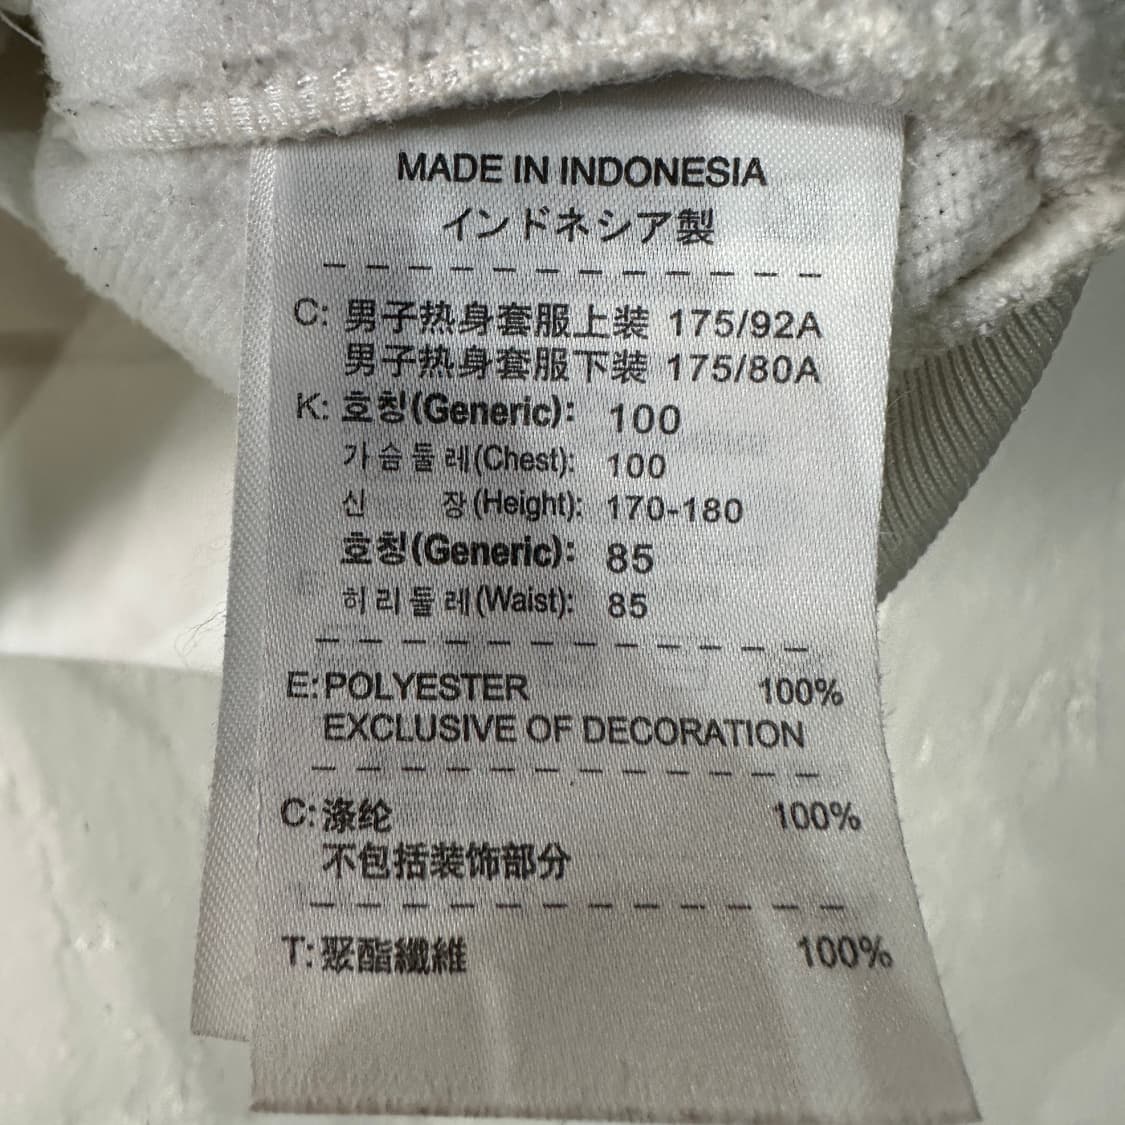 MADE IN INDONESIA
インドネシア製
C: 男子热身套服上装 175/92A
男子热身套服下装 175/80A
K: 호칭(Generic): 100
가슴둘레(Chest): 100
신 장(Height): 170-180
호칭(Generic): 85
허리둘레(Waist): 85
E: POLYESTER 100%
EXCLUSIVE OF DECORATION
C: 涤纶 100%
不包括装饰部分
T: 聚酯纖維 100%